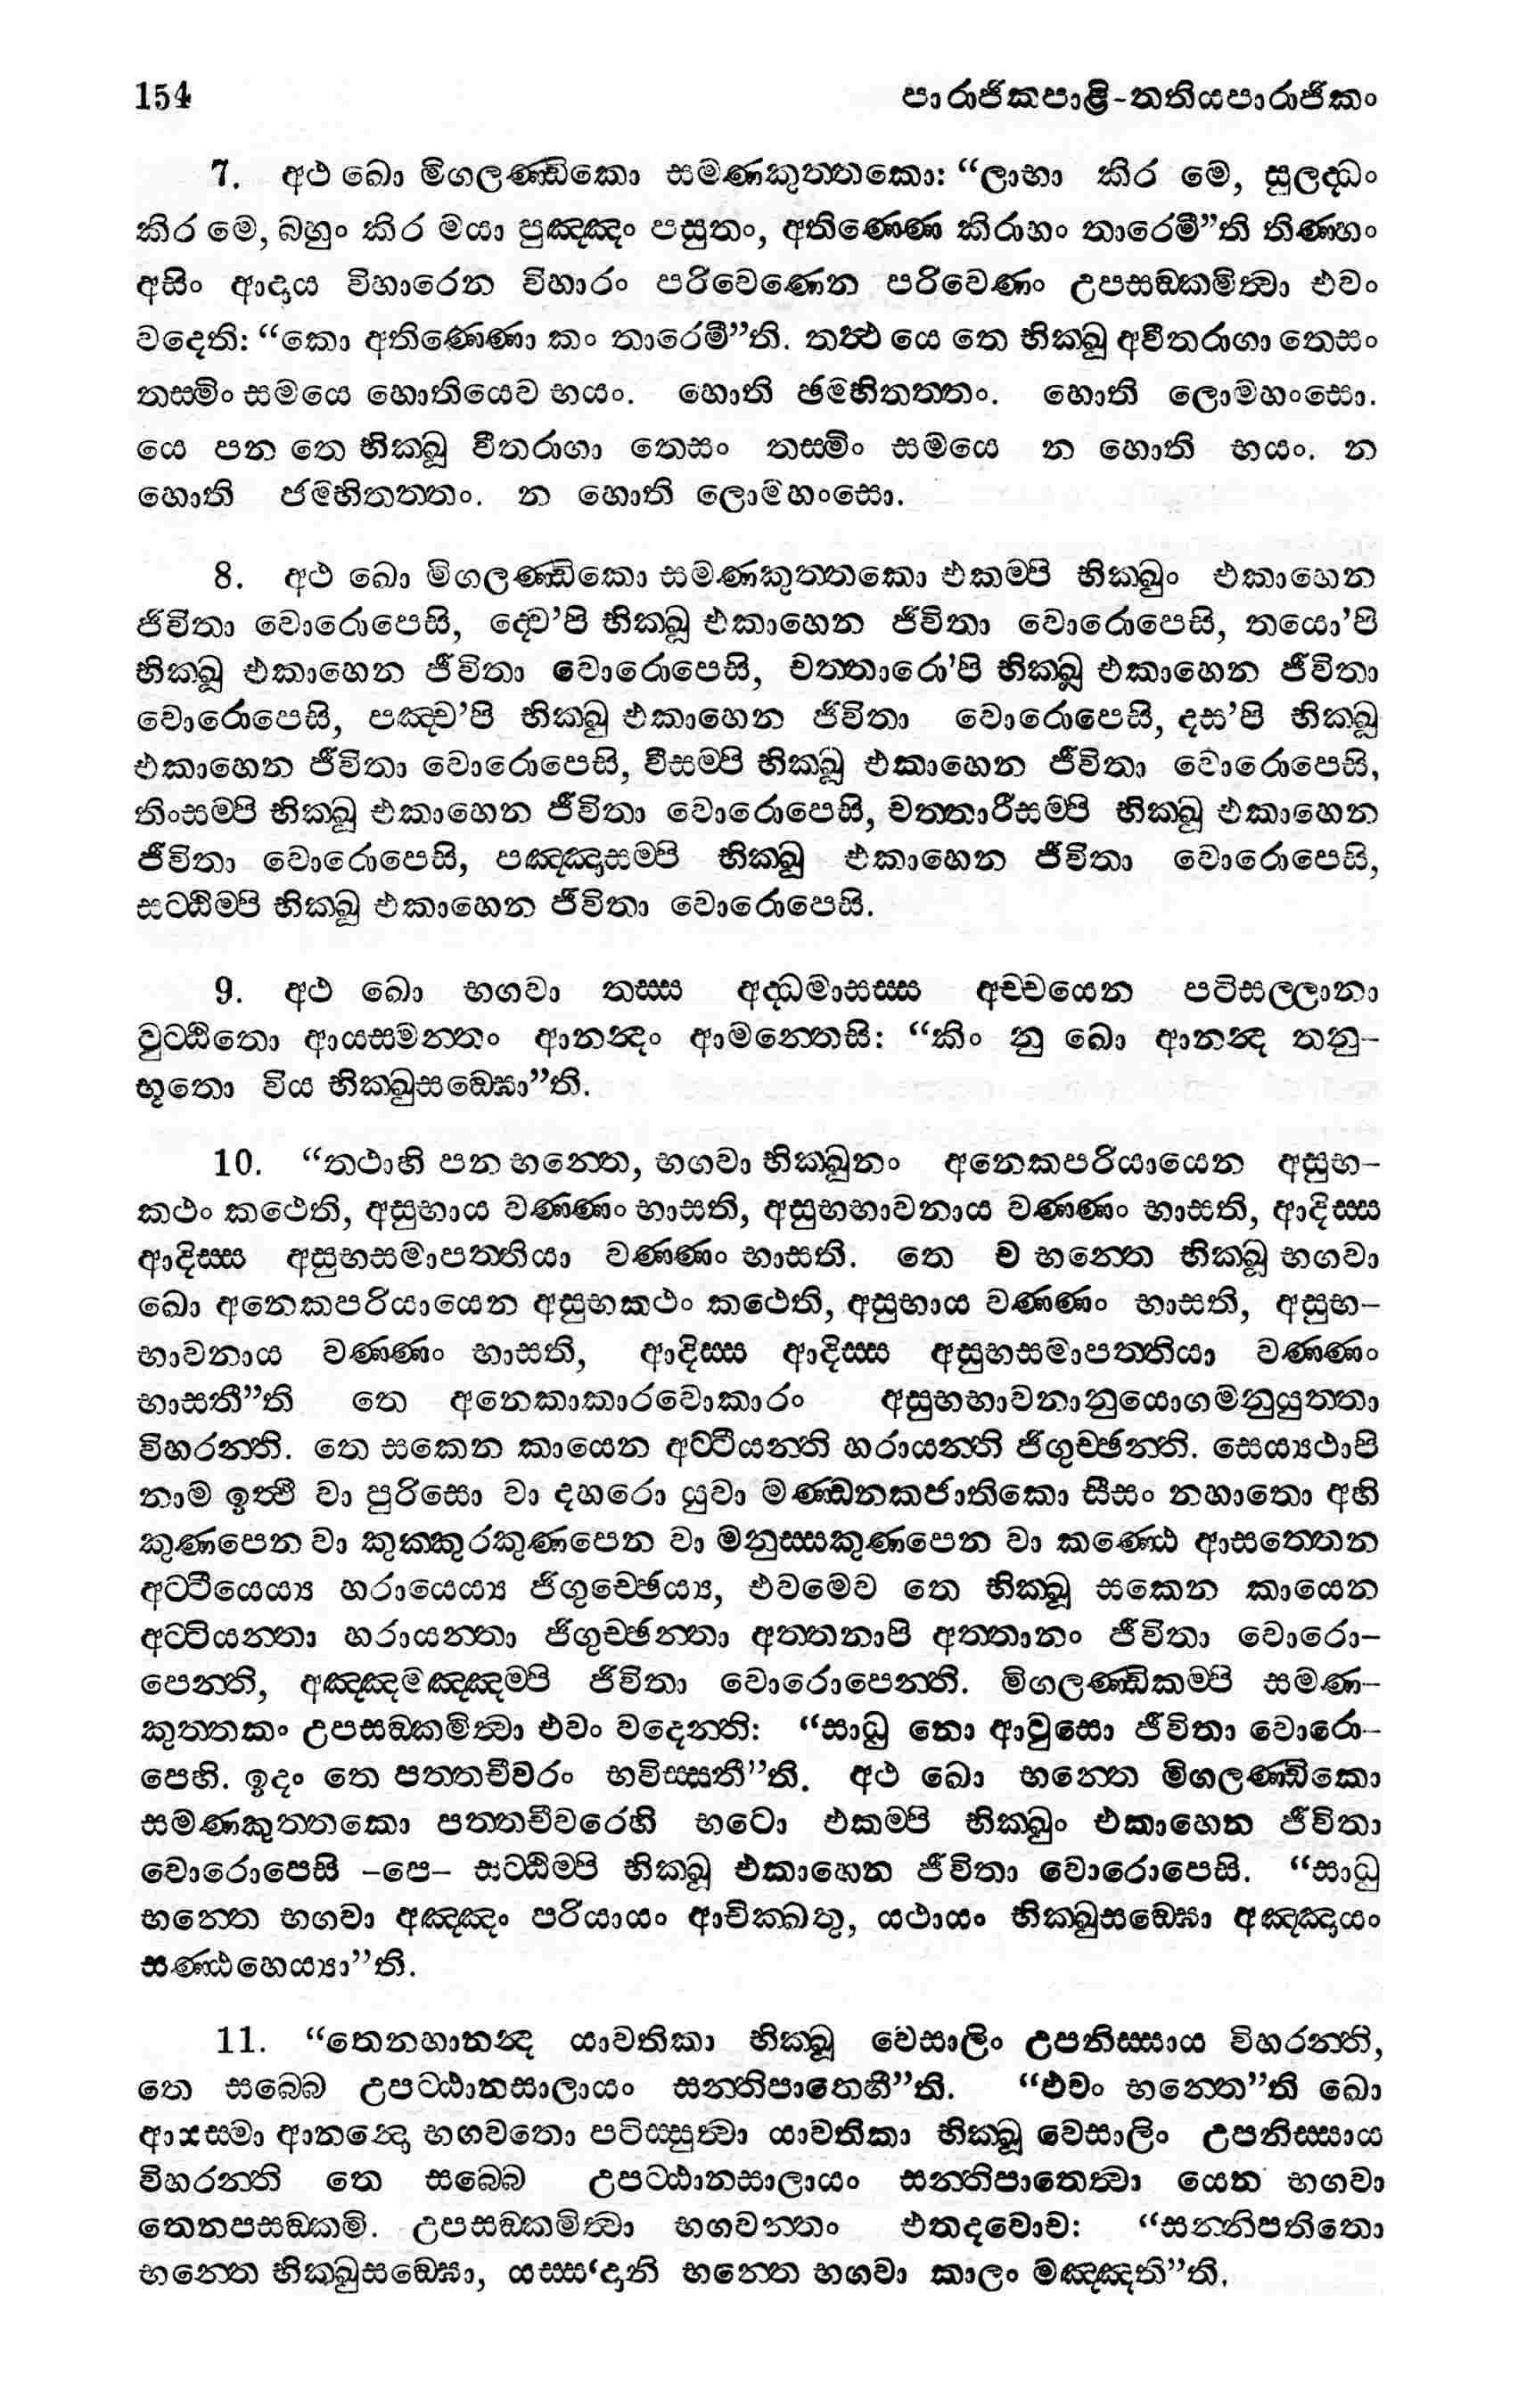 154 පාරාජිකපාළි-තතියපාරාජිකං
7. අථ ඛො මිගලණ්ඩිකො සමණකුත්තකො: “ලාභා කිර මෙ, සුලද්ධං
කිර මෙ, බහුං කිර මයා පුඤ්ඤං පසුතං, අතිණ්ණෙ කිරාහං තාරෙමී”ති තිණ්හං
අසිං ආදාය විහාරෙන විහාරං පරිවෙණෙන පරිවෙණං උපසඞ්කමිත්වා එවං
වදෙති: “කො අතිණ්ණො කං තාරෙමී”ති. තත්ථ යෙ තෙ භික්ඛූ අවීතරාගා තෙසං
තස්මිං සමයෙ හොතියෙව භයං. හොති ඡම්භිතත්තං. හොති ලොමහංසො.
යෙ පන තෙ භික්ඛූ වීතරාගා තෙසං තස්මිං සමයෙ න හොති භයං. න
හොති ජම්භිතත්තං. න හොති ලොමහංසො.
8. අථ ඛො මිගලණ්ඩිකො සමණකුත්තකො එකම්පි භික්ඛුං එකාහෙන
ජීවිතා වොරොපෙසි, ද්වෙ’පි භික්ඛූ එකාහෙන ජීවිතා වොරොපෙසි, තයො’පි
භික්ඛූ එකාහෙන ජීවිතා වොරොපෙසි, චත්තාරො’පි භික්ඛූ එකාහෙන ජීවිතා
වොරොපෙසි, පඤ්ච’පි භික්ඛු එකාහෙන ජීවිතා වොරොපෙසි, දස’පි භික්ඛූ
එකාහෙන ජීවිතා වොරොපෙසි, වීසම්පි භික්ඛූ එකාහෙන ජීවිතා වොරොපෙසි,
තිංසම්පි භික්ඛූ එකාහෙන ජීවිතා වොරොපෙසි, චත්තාරීසම්පි භික්ඛූ එකාහෙන
ජීවිතා වොරොපෙසි, පඤ්ඤාසම්පි භික්ඛූ එකාහෙන ජීවිතා වොරොපෙසි,
සට්ඨිම්පි භික්ඛූ එකාහෙන ජීවිතා වොරොපෙසි.
9. අථ ඛො භගවා තස්ස අද්ධමාසස්ස අච්චයෙන පටිසල්ලානා
වුට්ඨිතො ආයස්මන්තං ආනන්දං ආමන්තෙසි: “කිං නු ඛො ආනන්ද තනු-
භූතො විය භික්ඛුසඞ්ඝො”ති.
10. “තථාහි පන භන්තෙ, භගවා භික්ඛුනං අනෙකපරියායෙන අසුභ-
කථං කථෙති, අසුභාය වණ්ණං භාසති, අසුභභාවනාය වණ්ණං භාසති, ආදිස්ස
ආදිස්ස අසුභසමාපත්තියා වණ්ණං භාසති. තෙ ච භන්තෙ භික්ඛූ භගවා
ඛො අනෙකපරියායෙන අසුභකථං කථෙති, අසුභාය වණ්ණං භාසති, අසුභ-
භාවනාය වණ්ණං භාසති, ආදිස්ස ආදිස්ස අසුභසමාපත්තියා වණ්ණං
භාසතී”ති තෙ අනෙකාකාරවොකාරං අසුභභාවනානුයොගමනුයුත්තා
විහරන්ති. තෙ සකෙන කායෙන අට්ටීයන්ති හරායන්ති ජිගුච්ඡන්ති. සෙය්‍යථාපි
නාම ඉත්ථි වා පුරිසො වා දහරො යුවා මණ්ඩනකජාතිකො සීසං නහාතො අහි
කුණපෙන වා කුක්කුරකුණපෙන වා මනුස්සකුණපෙන වා කණ්ඨෙ ආසත්තෙන
අට්ටීයෙය්‍ය හරායෙය්‍ය ජිගුච්ඡෙය්‍ය, එවමෙව තෙ භික්ඛූ සකෙන කායෙන
අට්ටියන්තා හරායන්තා ජිගුච්ඡන්තා අත්තනාපි අත්තානං ජීවිතා වොරො-
පෙන්ති, අඤ්ඤමඤ්ඤම්පි ජීවිතා වොරොපෙන්ති. මිගලණ්ඩිකම්පි සමණ-
කුත්තකං උපසඞ්කමිත්වා එවං වදෙන්ති: “සාධු නො ආවුසො ජීවිතා වොරො-
පෙහි. ඉදං තෙ පත්තචීවරං භවිස්සතී”ති. අථ ඛො භන්තෙ මිගලණ්ඩිකො
සමණකුත්තකො පත්තචීවරෙහි භටො එකම්පි භික්ඛුං එකාහෙන ජීවිතා
වොරොපෙසි -පෙ- සට්ඨිම්පි භික්ඛූ එකාහෙන ජීවිතා වොරොපෙසි. “සාධු
භන්තෙ භගවා අඤ්ඤං පරියායං ආචික්ඛතු, යථායං භික්ඛුසඞ්ඝො අඤ්ඤාය
සණ්ඨහෙය්‍යා”ති.
11. “තෙනහානන්ද යාවතිකා භික්ඛූ වෙසාලිං උපනිස්සාය විහරන්ති,
තෙ සබ්බෙ උපට්ඨානසාලායං සන්නිපාතෙහී”ති. “එවං භන්තෙ”ති ඛො
ආයස්මා ආනන්දො භගවතො පටිස්සුත්වා යාවතිකා භික්ඛූ වෙසාලිං උපනිස්සාය
විහරන්ති තෙ සබ්බෙ උපට්ඨානසාලායං සන්නිපාතෙත්වා යෙන භගවා
තෙනපසඞ්කමි. උපසඞ්කමිත්වා භගවන්තං එතදවොච: “සන්නිපතිතො
භන්තෙ භික්ඛුසඞ්ඝො, යස්ස‘දානි භන්තෙ භගවා කාලං මඤ්ඤති”ති.